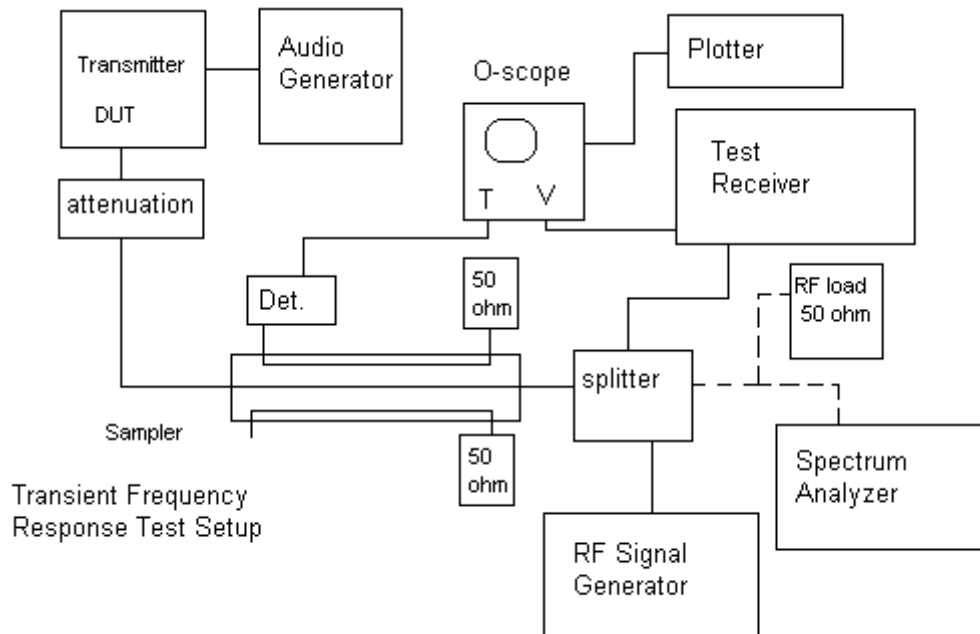 Transmitter
DUT
Audio
Generator
O-scope
Plotter
T V
Test
Receiver
attenuation
Det.
50
ohm
RF load
50 ohm
splitter
Sampler
50
ohm
Spectrum
Analyzer
Transient Frequency
Response Test Setup
RF Signal
Generator